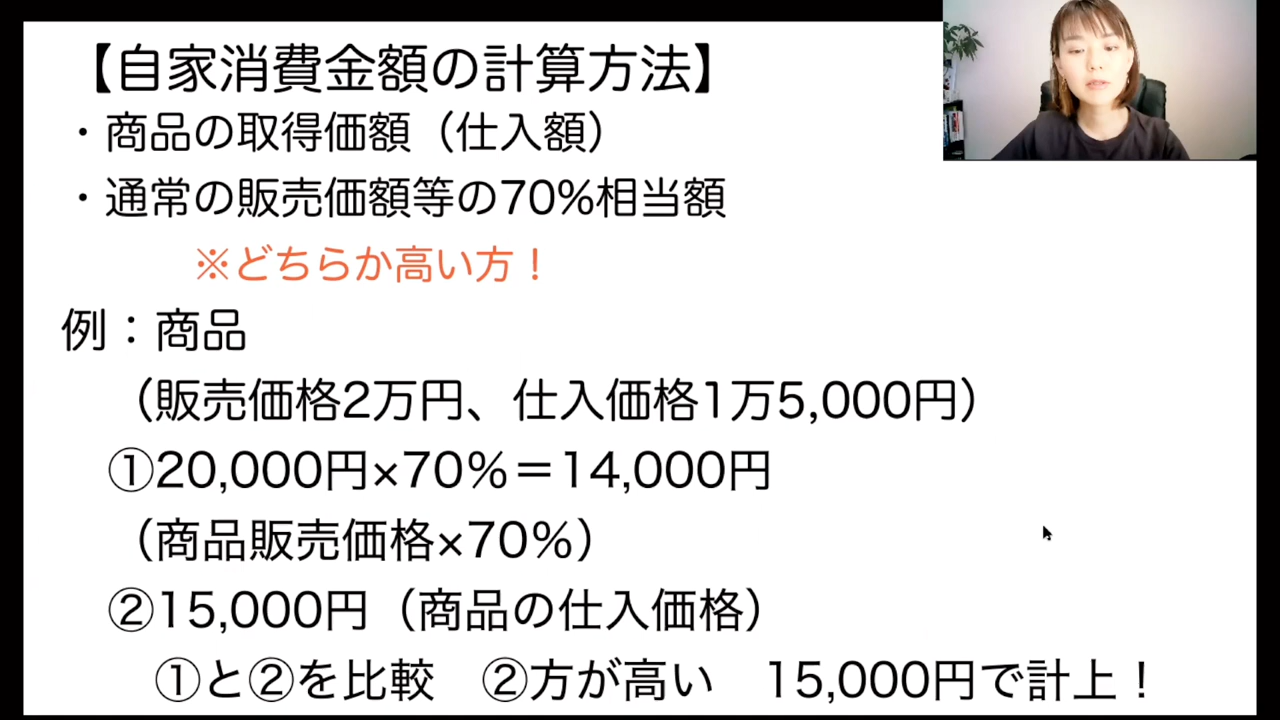 【自家消費金額の計算方法】
・商品の取得価額（仕入額）
・通常の販売価額等の70%相当額
※どちらか高い方！
例：商品
（販売価格2万円、仕入価格1万5,000円）
①20,000円×70%＝14,000円
（商品販売価格×70%）
②15,000円（商品の仕入価格）
①と②を比較　②方が高い　15,000円で計上！